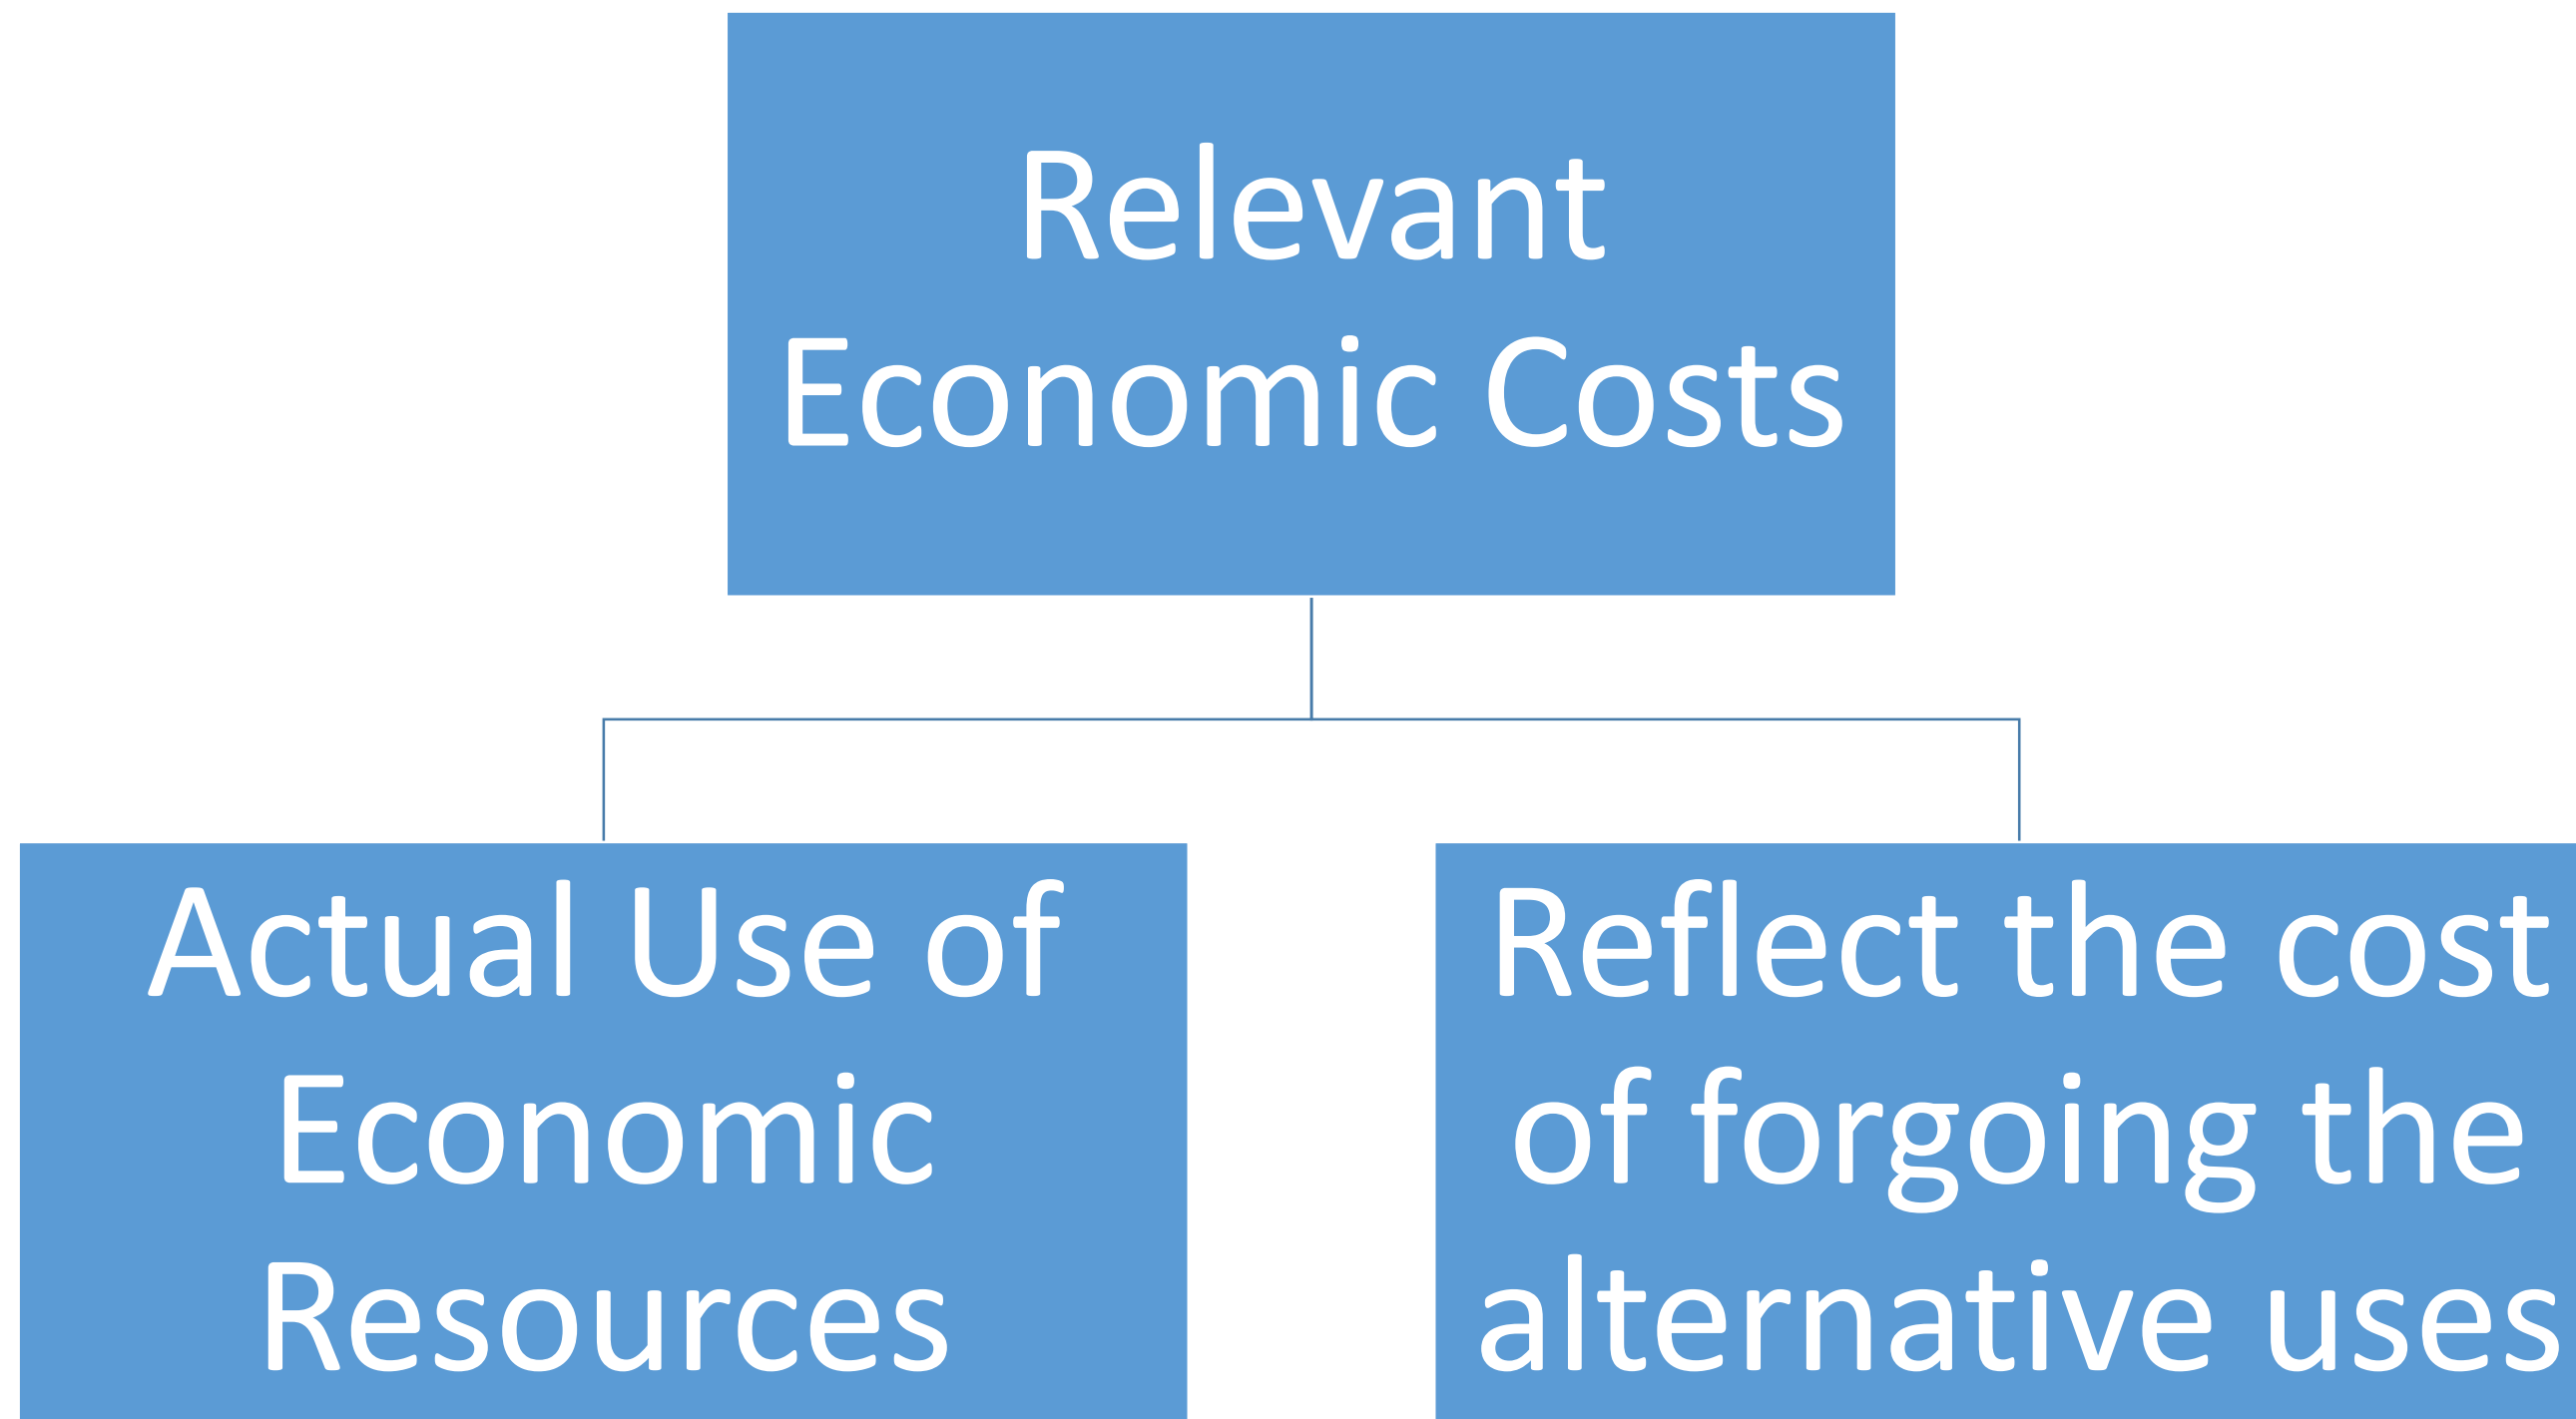 Relevant
Economic Costs
Actual Use of
Economic
Resources
Reflect the cost
of forgoing the
alternative uses